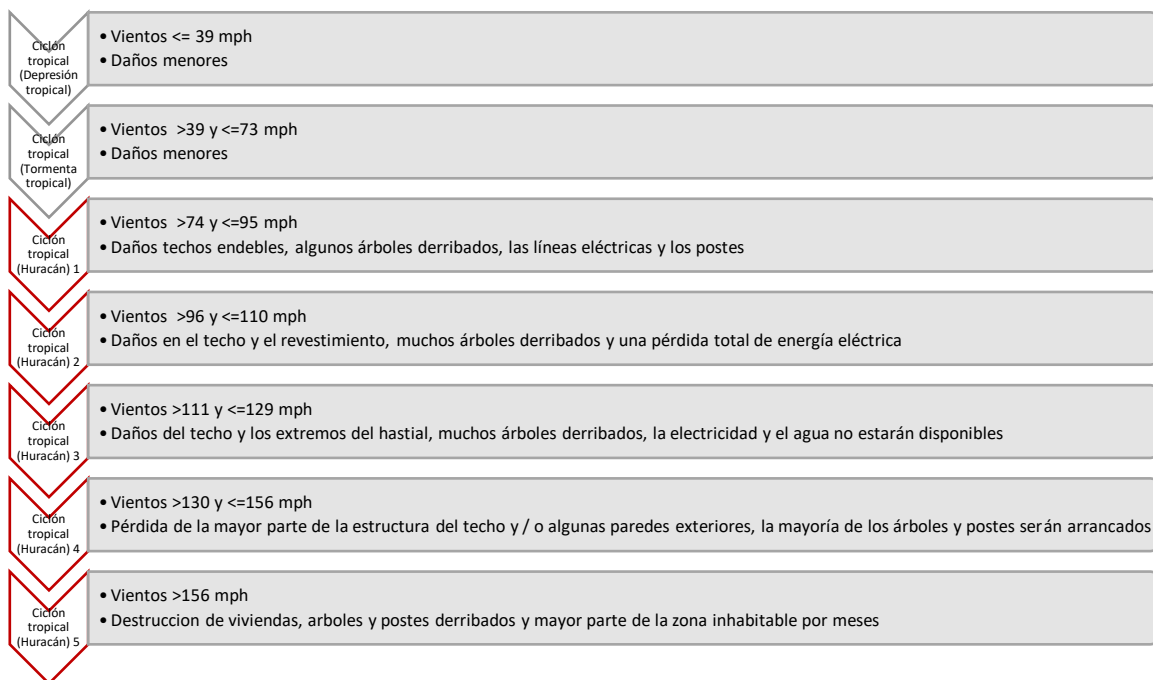 Ciclón
tropical
(Depresión
tropical)
• Vientos <= 39 mph
• Daños menores
Ciclón
tropical
(Tormenta
tropical)
• Vientos  >39 y <=73 mph
• Daños menores
Ciclón
tropical
(Huracán) 1
• Vientos  >74 y <=95 mph
• Daños techos endebles, algunos árboles derribados, las líneas eléctricas y los postes
Ciclón
tropical
(Huracán) 2
• Vientos  >96 y <=110 mph
• Daños en el techo y el revestimiento, muchos árboles derribados y una pérdida total de energía eléctrica
Ciclón
tropical
(Huracán) 3
• Vientos >111 y <=129 mph
• Daños del techo y los extremos del hastial, muchos árboles derribados, la electricidad y el agua no estarán disponibles
Ciclón
tropical
(Huracán) 4
• Vientos >130 y <=156 mph
• Pérdida de la mayor parte de la estructura del techo y / o algunas paredes exteriores, la mayoría de los árboles y postes serán arrancados
Ciclón
tropical
(Huracán) 5
• Vientos >156 mph
• Destruccion de viviendas, arboles y postes derribados y mayor parte de la zona inhabitable por meses